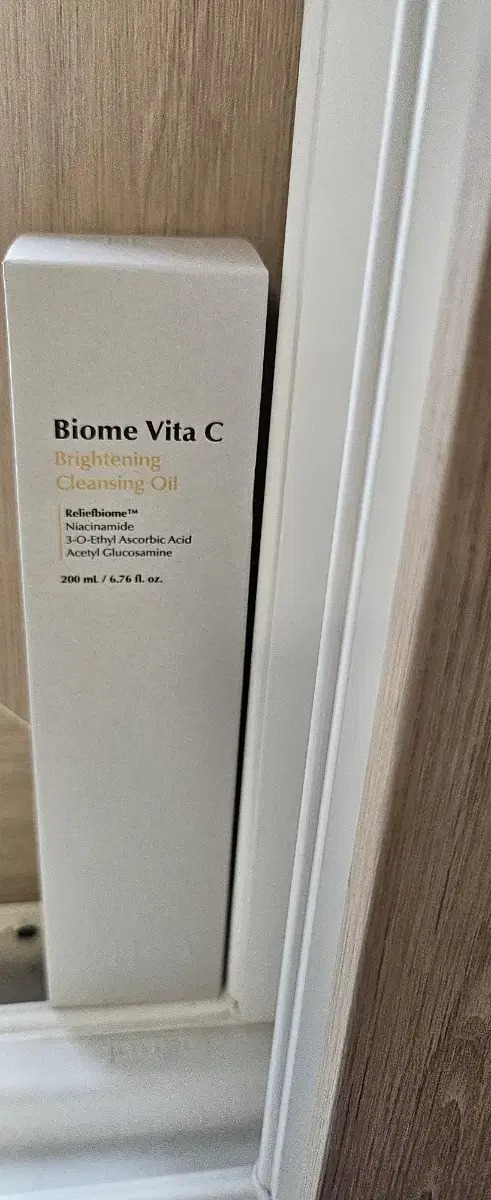 Biome Vita C
Brightening
Cleansing Oil
Reliefbiome™
Niacinamide
3-O-Ethyl Ascorbic Acid
Acetyl Glucosamine
200 mL / 6.76 fl. oz.